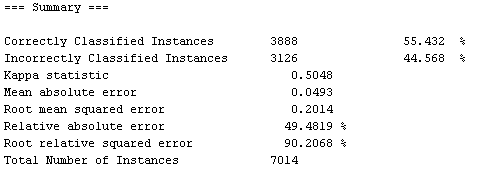 === Summary ===
Correctly Classified Instances 3888 55.432 %
Incorrectly Classified Instances 3126 44.568 %
Kappa statistic 0.5048
Mean absolute error 0.0493
Root mean squared error 0.2014
Relative absolute error 49.4819 %
Root relative squared error 90.2068 %
Total Number of Instances 7014